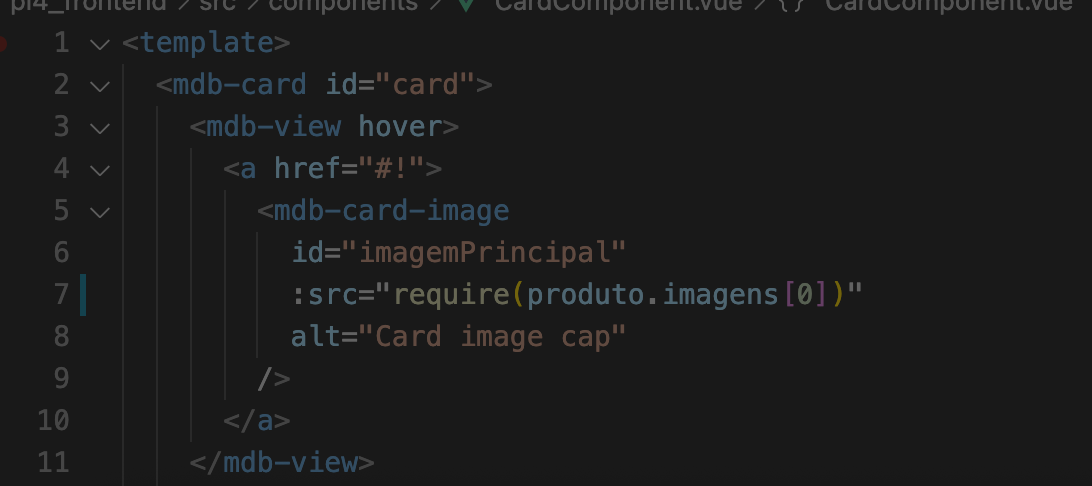 pi4_frontend > src > components > CardComponent.vue > {} CardComponent.vue
1 <template>
2 <mdb-card id="card">
3 <mdb-view hover>
4 <a href="#!">
5 <mdb-card-image
6 id="imagemPrincipal"
7 :src="require(produto.imagens[0])"
8 alt="Card image cap"
9 />
10 </a>
11 </mdb-view>